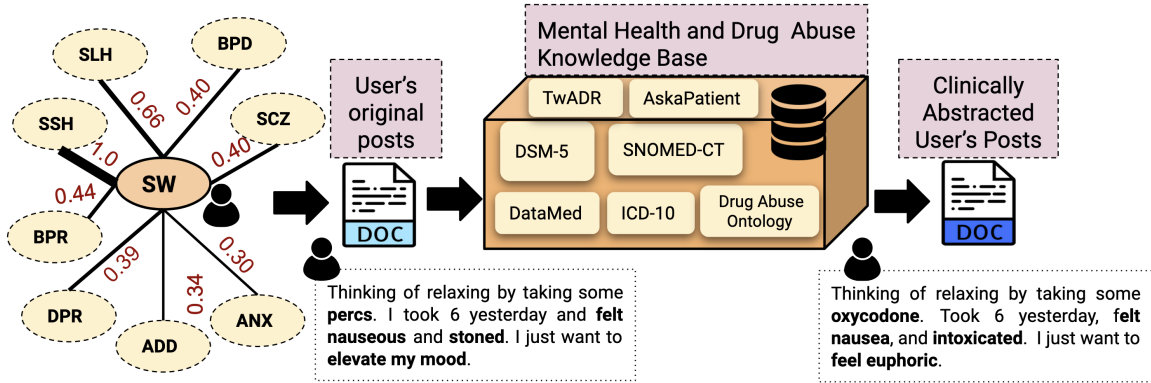 SLH
BPD
SSH
SCZ
SW
BPR
DPR
ADD
ANX
0.66
0.40
1.0
0.40
0.44
0.39
0.34
0.30
User's
original
posts
DOC
Mental Health and Drug Abuse
Knowledge Base
TwADR
AskaPatient
DSM-5
SNOMED-CT
DataMed
ICD-10
Drug Abuse
Ontology
Clinically
Abstracted
User's Posts
DOC
Thinking of relaxing by taking some
percs. I took 6 yesterday and felt
nauseous and stoned. I just want to
elevate my mood.
Thinking of relaxing by taking some
oxycodone. Took 6 yesterday, felt
nausea, and intoxicated. I just want to
feel euphoric.